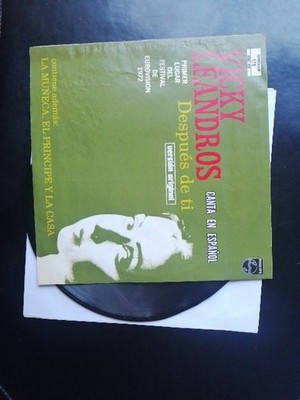 VICKY
LEANDROS
PRIMER
LUGAR
DEL
FESTIVAL
DE
EUROVISION
1972
Después de ti
versión original
CANTA EN ESPAÑOL
contiene además:
LA MUÑECA, EL PRINCIPE Y LA CASA